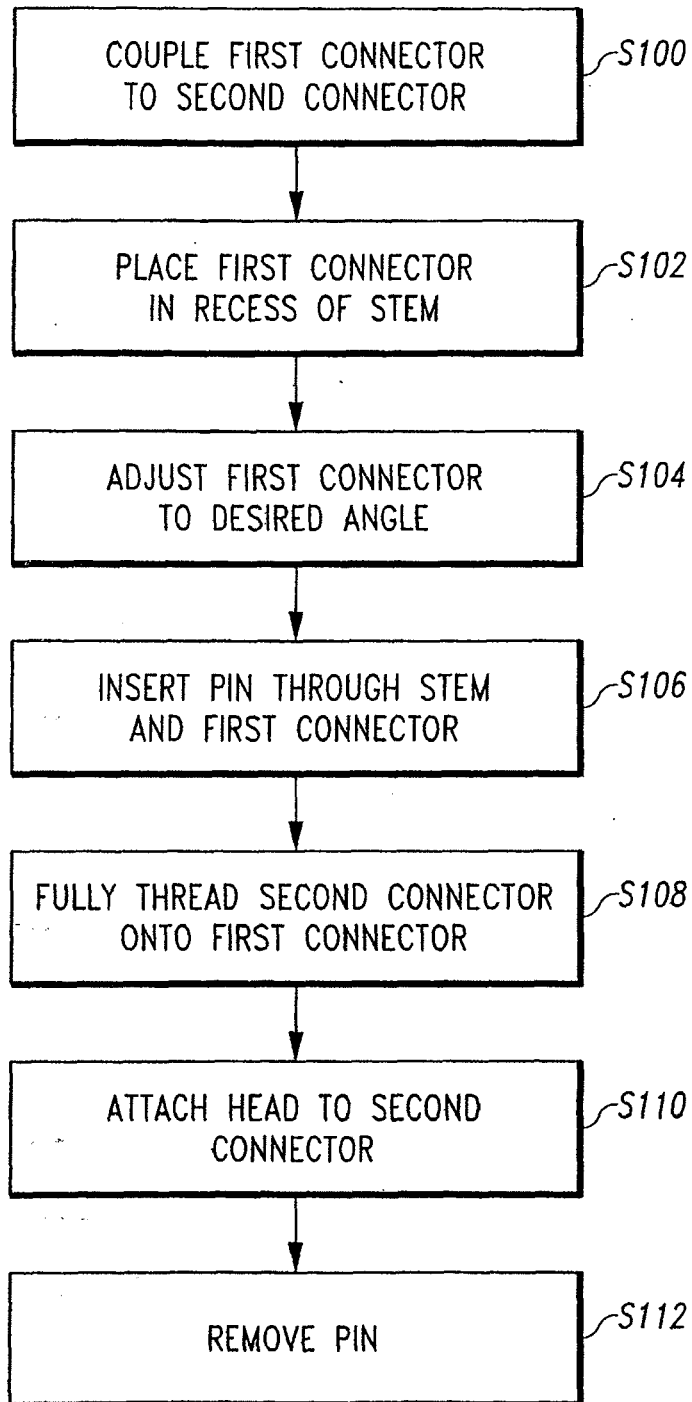 COUPLE FIRST CONNECTOR
TO SECOND CONNECTOR
S100
PLACE FIRST CONNECTOR
IN RECESS OF STEM
S102
ADJUST FIRST CONNECTOR
TO DESIRED ANGLE
S104
INSERT PIN THROUGH STEM
AND FIRST CONNECTOR
S106
FULLY THREAD SECOND CONNECTOR
ONTO FIRST CONNECTOR
S108
ATTACH HEAD TO SECOND
CONNECTOR
S110
REMOVE PIN
S112